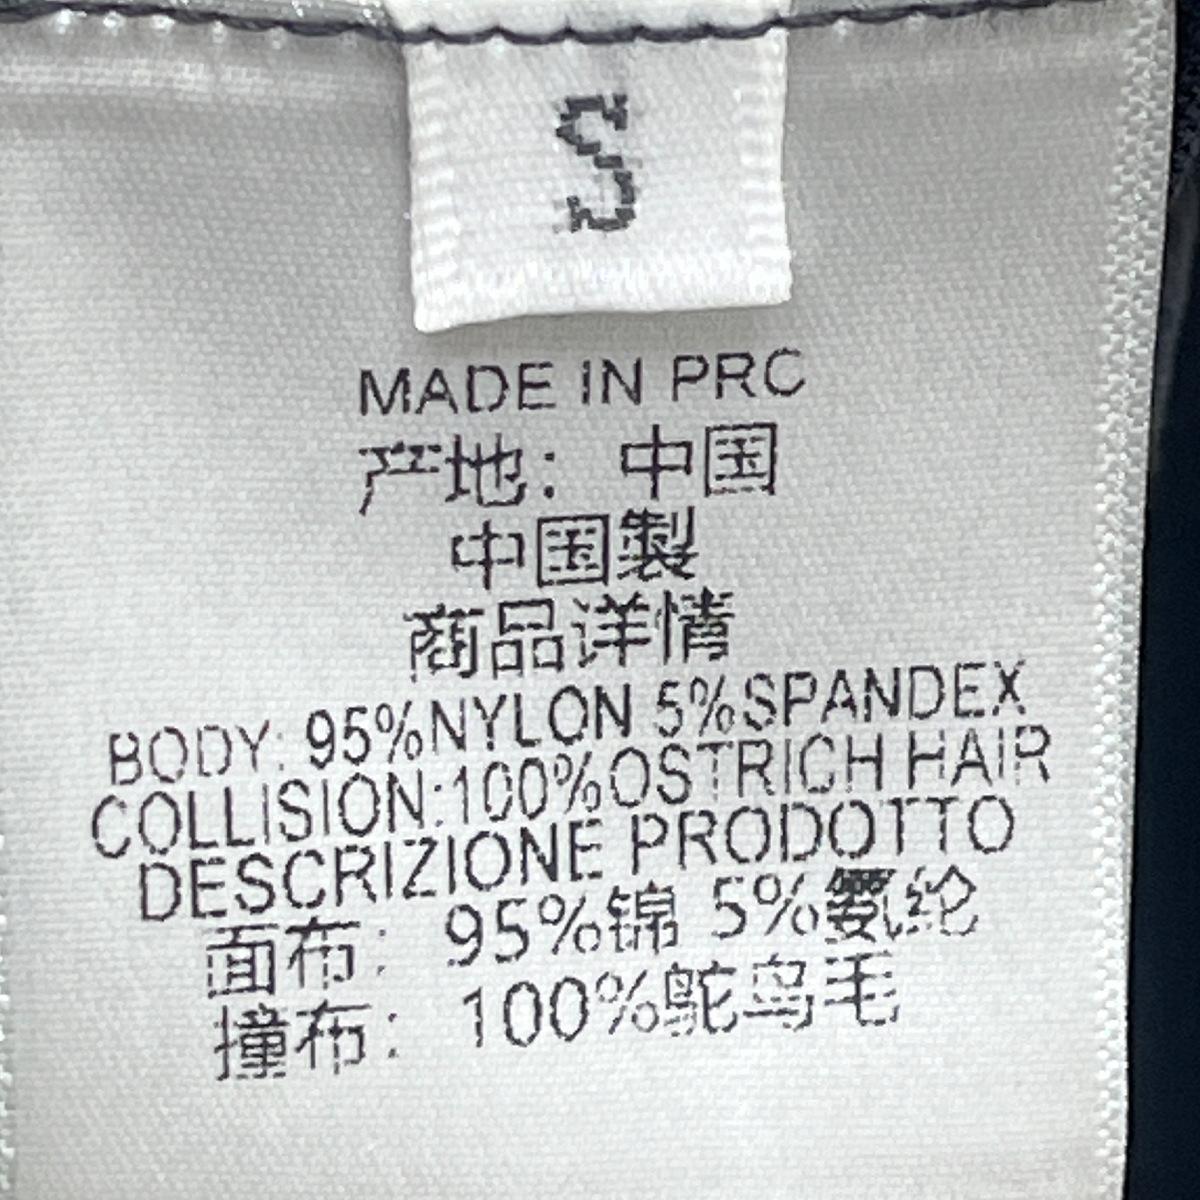 S
MADE IN PRC
产地: 中国
中国製
商品详情
BODY: 95%NYLON 5%SPANDEX
COLLISION:100%OSTRICH HAIR
DESCRIZIONE PRODOTTO
面布: 95%锦 5%氨纶
撞布: 100%鸵鸟毛